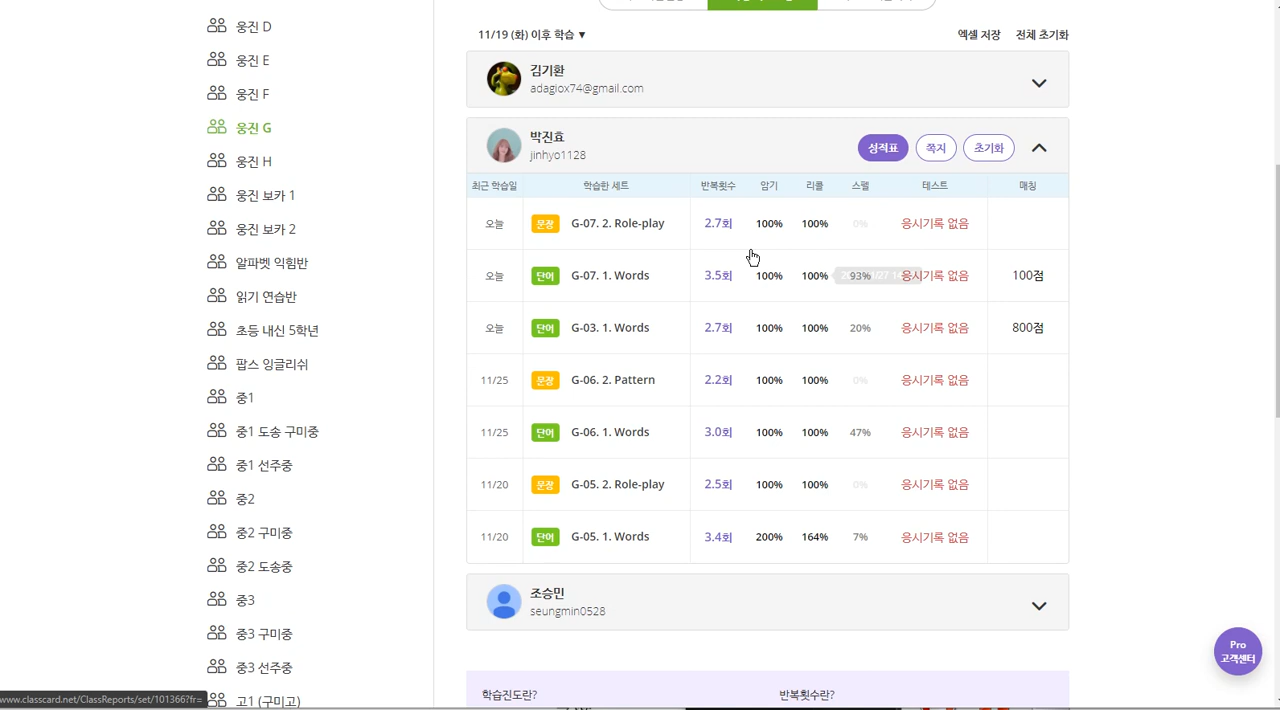 웅진 D
웅진 E
웅진 F
웅진 G
웅진 H
웅진 보카 1
웅진 보카 2
알파벳 익힘반
읽기 연습반
초등 내신 5학년
팝스 잉글리쉬
중1
중1 도송 구미중
중1 선주중
중2
중2 구미중
중2 도송중
중3
중3 구미중
중3 선주중
고1 (구미고)
www.classcard.net/ClassReports/set/101366?fr=
11/19 (화) 이후 학습 ▼ 엑셀 저장 전체 초기화
김기환
adagiox74@gmail.com
박진효
jinhyo1128
성적표 쪽지 초기화
최근 학습일 학습한 세트 반복횟수 암기 리콜 스펠 테스트 매칭
오늘 문장 G-07. 2. Role-play 2.7회 100% 100% 0% 응시기록 없음
오늘 단어 G-07. 1. Words 3.5회 100% 100% 93% 응시기록 없음 100점
오늘 단어 G-03. 1. Words 2.7회 100% 100% 20% 응시기록 없음 800점
11/25 문장 G-06. 2. Pattern 2.2회 100% 100% 0% 응시기록 없음
11/25 단어 G-06. 1. Words 3.0회 100% 100% 47% 응시기록 없음
11/20 문장 G-05. 2. Role-play 2.5회 100% 100% 0% 응시기록 없음
11/20 단어 G-05. 1. Words 3.4회 200% 164% 7% 응시기록 없음
조승민
seungmin0528
Pro
고객센터
학습진도란? 반복횟수란?